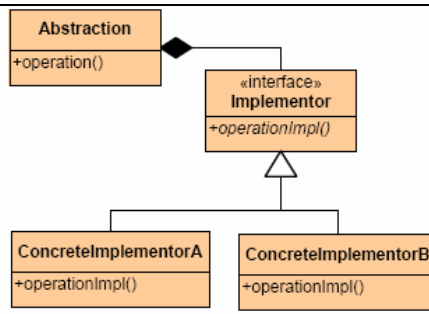 Abstraction
+operation()
«interface»
Implementor
+operationImpl()
ConcreteImplementorA
+operationImpl()
ConcreteImplementorB
+operationImpl()